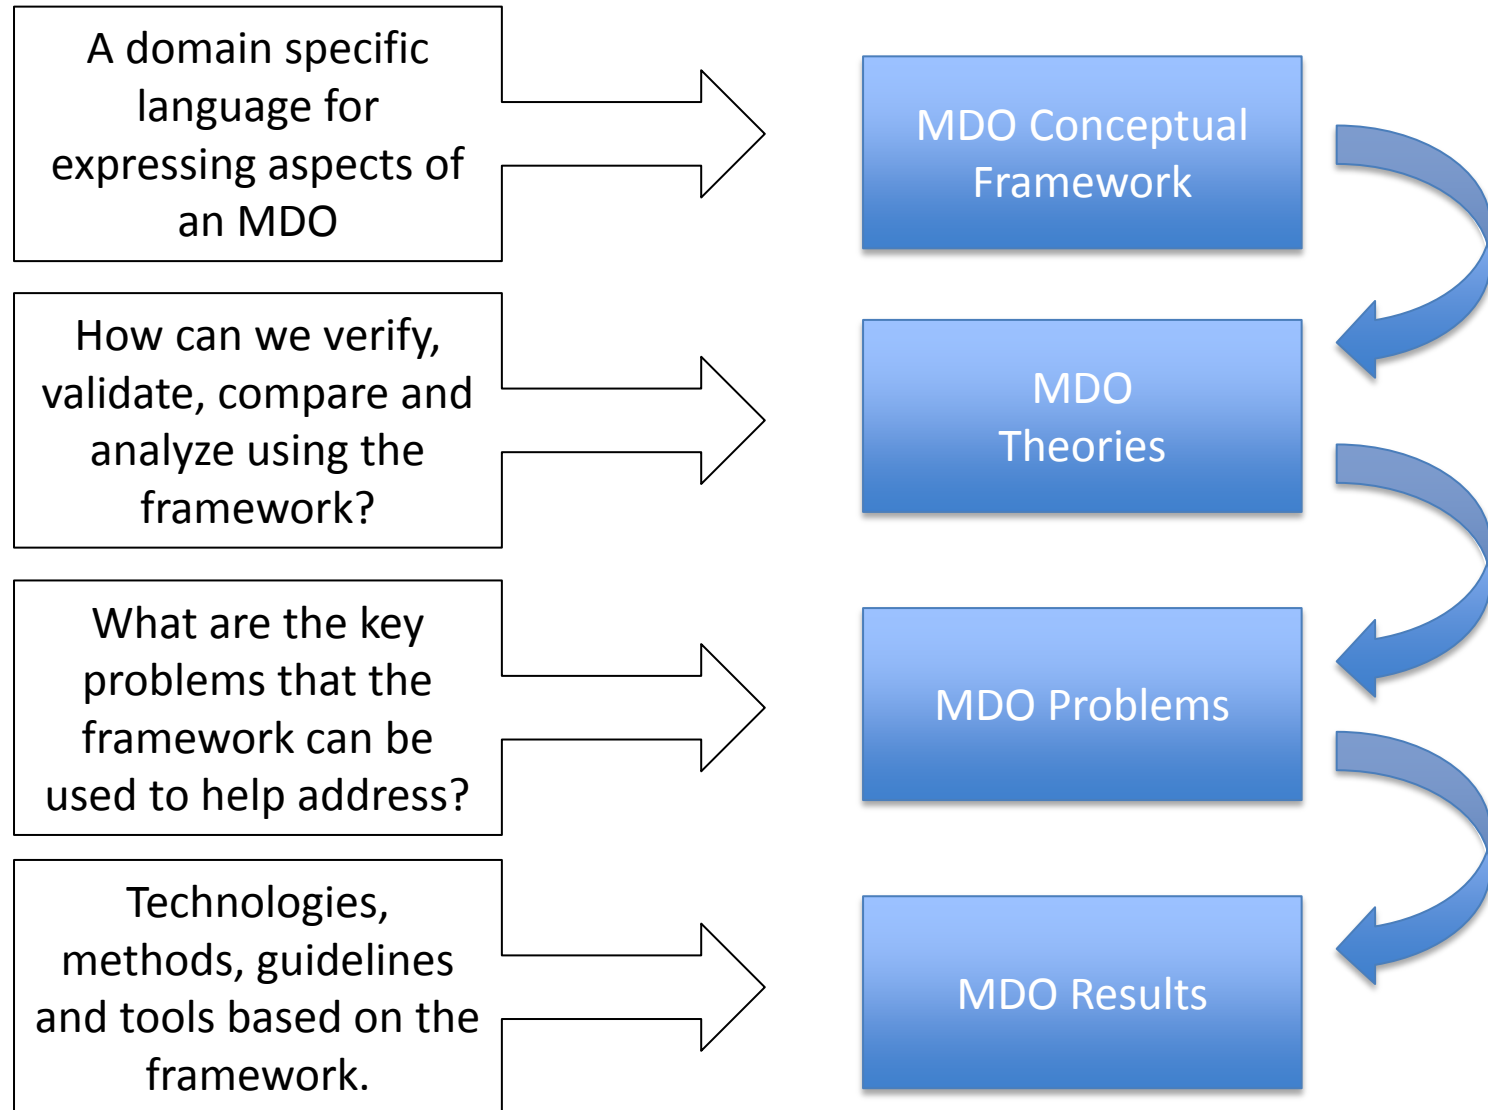 A domain specific
language for
expressing aspects of
an MDO
MDO Conceptual
Framework
How can we verify,
validate, compare and
analyze using the
framework?
MDO
Theories
What are the key
problems that the
framework can be
used to help address?
MDO Problems
Technologies,
methods, guidelines
and tools based on the
framework.
MDO Results